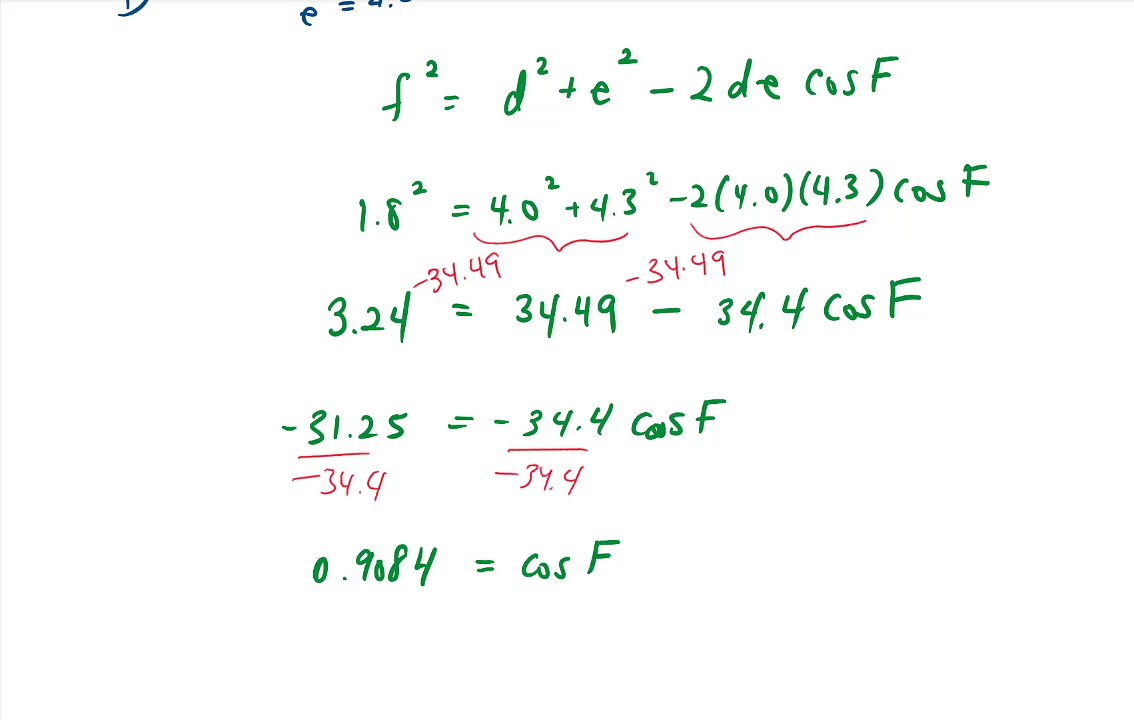 e = 4.
f² = d² + e² - 2de cos F
1.8² = 4.0² + 4.3² - 2(4.0)(4.3) cos F
-34.49 -34.49
3.24 = 34.49 - 34.4 cos F
-31.25 = -34.4 cos F
-34.4 -34.4
0.9084 = cos F